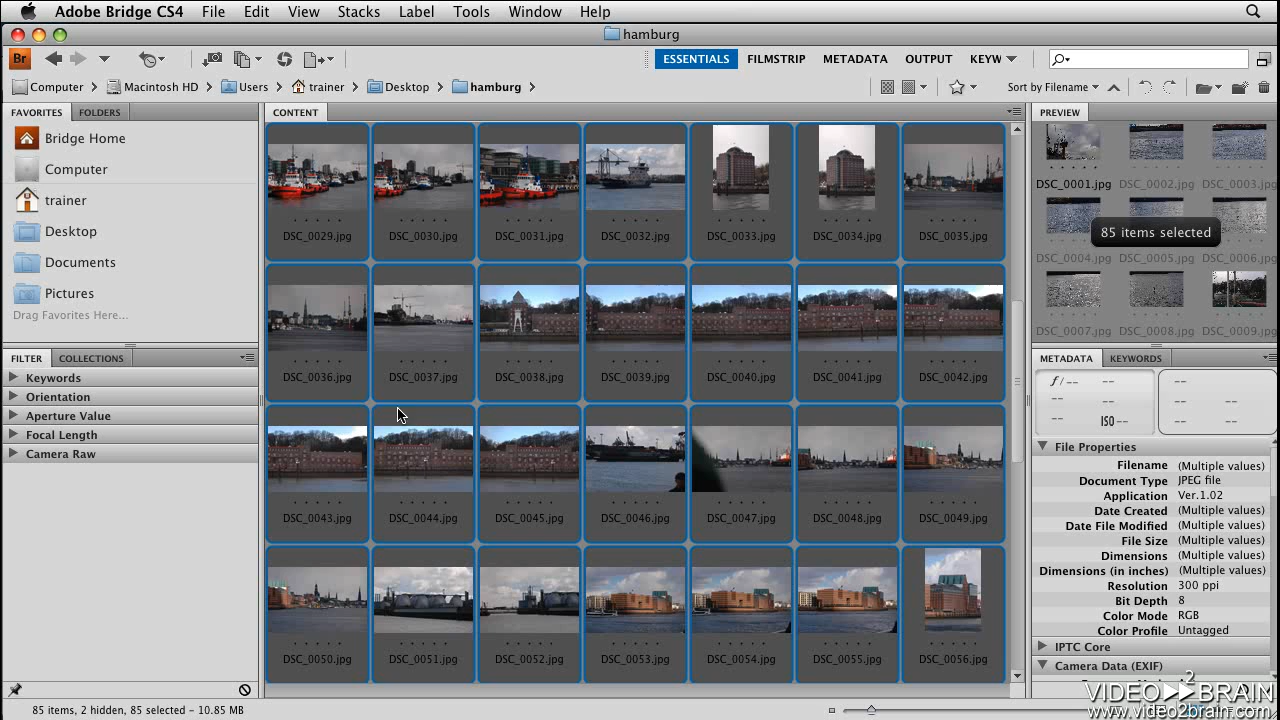 Adobe Bridge CS4 File Edit View Stacks Label Tools Window Help
hamburg
Br ESSENTIALS FILMSTRIP METADATA OUTPUT KEYW
Computer Macintosh HD Users trainer Desktop hamburg Sort by Filename
FAVORITES FOLDERS
Bridge Home
Computer
trainer
Desktop
Documents
Pictures
Drag Favorites Here...
FILTER COLLECTIONS
Keywords
Orientation
Aperture Value
Focal Length
Camera Raw
CONTENT
DSC_0029.jpg DSC_0030.jpg DSC_0031.jpg DSC_0032.jpg DSC_0033.jpg DSC_0034.jpg DSC_0035.jpg
DSC_0036.jpg DSC_0037.jpg DSC_0038.jpg DSC_0039.jpg DSC_0040.jpg DSC_0041.jpg DSC_0042.jpg
DSC_0043.jpg DSC_0044.jpg DSC_0045.jpg DSC_0046.jpg DSC_0047.jpg DSC_0048.jpg DSC_0049.jpg
DSC_0050.jpg DSC_0051.jpg DSC_0052.jpg DSC_0053.jpg DSC_0054.jpg DSC_0055.jpg DSC_0056.jpg
PREVIEW
DSC_0001.jpg DSC_0002.jpg DSC_0003.jpg
85 items selected
DSC_0004.jpg DSC_0005.jpg DSC_0006.jpg
DSC_0007.jpg DSC_0008.jpg DSC_0009.jpg
METADATA KEYWORDS
f/-- -- --
-- -- --
-- ISO -- -- --
File Properties
Filename (Multiple values)
Document Type JPEG file
Application Ver.1.02
Date Created (Multiple values)
Date File Modified (Multiple values)
File Size (Multiple values)
Dimensions (Multiple values)
Dimensions (in inches) (Multiple values)
Resolution 300 ppi
Bit Depth 8
Color Mode RGB
Color Profile Untagged
IPTC Core
Camera Data (EXIF)
85 items, 2 hidden, 85 selected - 10.85 MB
VIDEO 2 BRAIN
www.video2brain.com